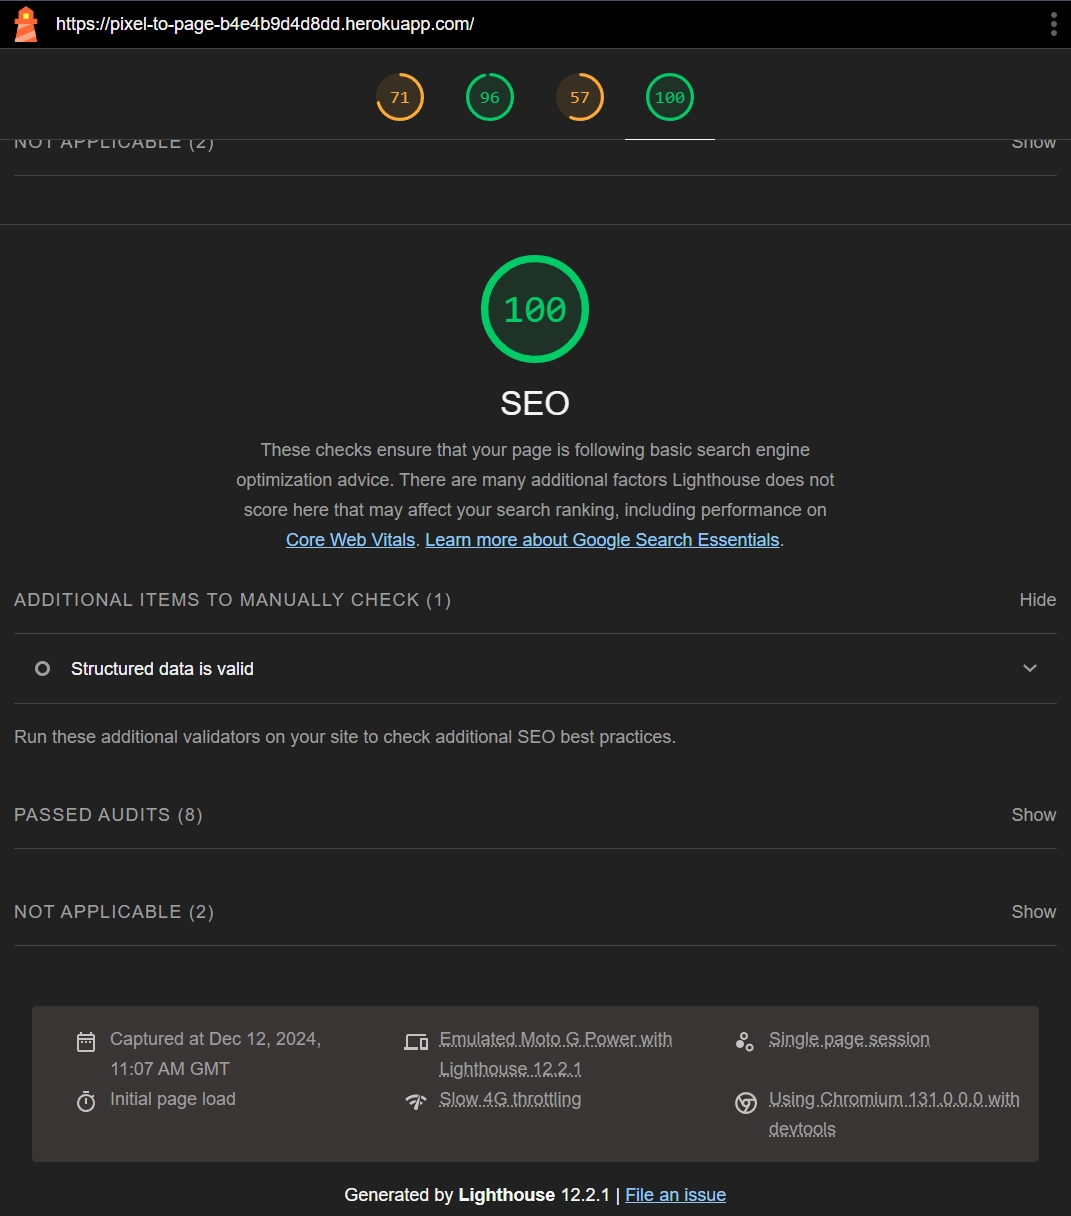 https://pixel-to-page-b4e4b9d4d8dd.herokuapp.com/
71 96 57 100
NOT APPLICABLE (2) Show
100
SEO
These checks ensure that your page is following basic search engine
optimization advice. There are many additional factors Lighthouse does not
score here that may affect your search ranking, including performance on
Core Web Vitals. Learn more about Google Search Essentials.
ADDITIONAL ITEMS TO MANUALLY CHECK (1) Hide
Structured data is valid
Run these additional validators on your site to check additional SEO best practices.
PASSED AUDITS (8) Show
NOT APPLICABLE (2) Show
Captured at Dec 12, 2024,
11:07 AM GMT
Emulated Moto G Power with
Lighthouse 12.2.1
Single page session
Initial page load
Slow 4G throttling
Using Chromium 131.0.0.0 with
devtools
Generated by Lighthouse 12.2.1 | File an issue